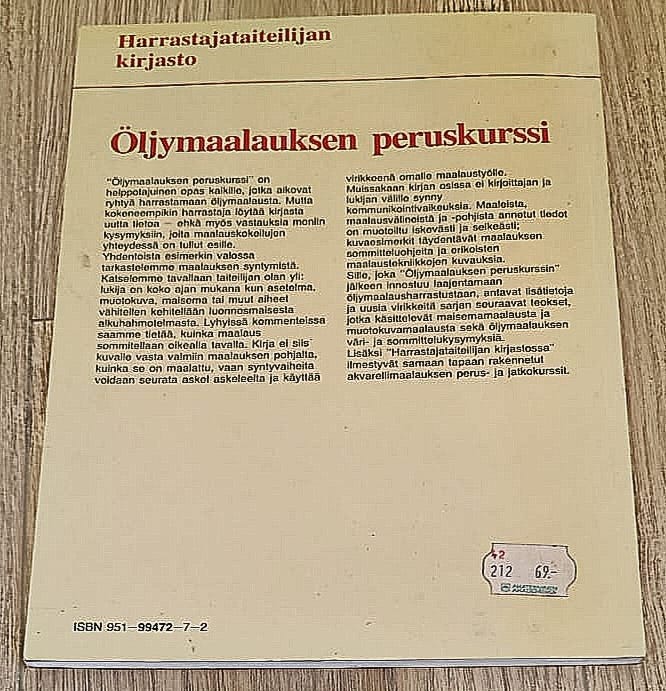 Harrastajataiteilijan
kirjasto
Öljymaalauksen peruskurssi
"Öljymaalauksen peruskurssi" on
helppotajuinen opas kaikille, jotka aikovat
ryhtyä harrastamaan öljymaalausta. Mutta
kokeneempikin harrastaja löytää kirjasta
uutta tietoa – ehkä myös vastauksia moniin
kysymyksiin, joita maalauskokeilujen
yhteydessä on tullut esille.
Yhdentoista esimerkin valossa
tarkastelemme maalauksen syntymistä.
Katselemme tavallaan taiteilijan olan yli:
lukija on koko ajan mukana kun asetelma,
muotokuva, maisema tai muut aiheet
vähitellen kehitellään luonnosmaisesta
alkuhahmotelmasta. Lyhyissä kommenteissa
saamme tietää, kuinka maalaus
sommitellaan oikealla tavalla. Kirja ei siis
kuvaile vasta valmiin maalauksen pohjalta,
kuinka se on maalattu, vaan syntyvaiheita
voidaan seurata askel askeleelta ja käyttää
virikkeenä omalle maalaustyölle.
Muissakaan kirjan osissa ei kirjoittajan ja
lukijan välille synny
kommunikointivaikeuksia. Maaleista,
maalausvälineistä ja -pohjista annetut tiedot
on muotoiltu iskevästi ja selkeästi;
kuvaesimerkit täydentävät maalauksen
sommitteluohjeita ja erikoisten
maalaustekniikkojen kuvauksia.
Sille, joka "Öljymaalauksen peruskurssin"
jälkeen innostuu laajentamaan
öljymaalausharrastustaan, antavat lisätietoja
ja uusia virikkeitä sarjan seuraavat teokset,
jotka käsittelevät maisemamaalausta ja
muotokuvamaalausta sekä öljymaalauksen
väri- ja sommittelukysymyksiä.
Lisäksi "Harrastajataiteilijan kirjastossa"
ilmestyvät samaan tapaan rakennetut
akvarellimaalauksen perus- ja jatkokurssit.
42
212 69.-
ISBN 951-99472-7-2